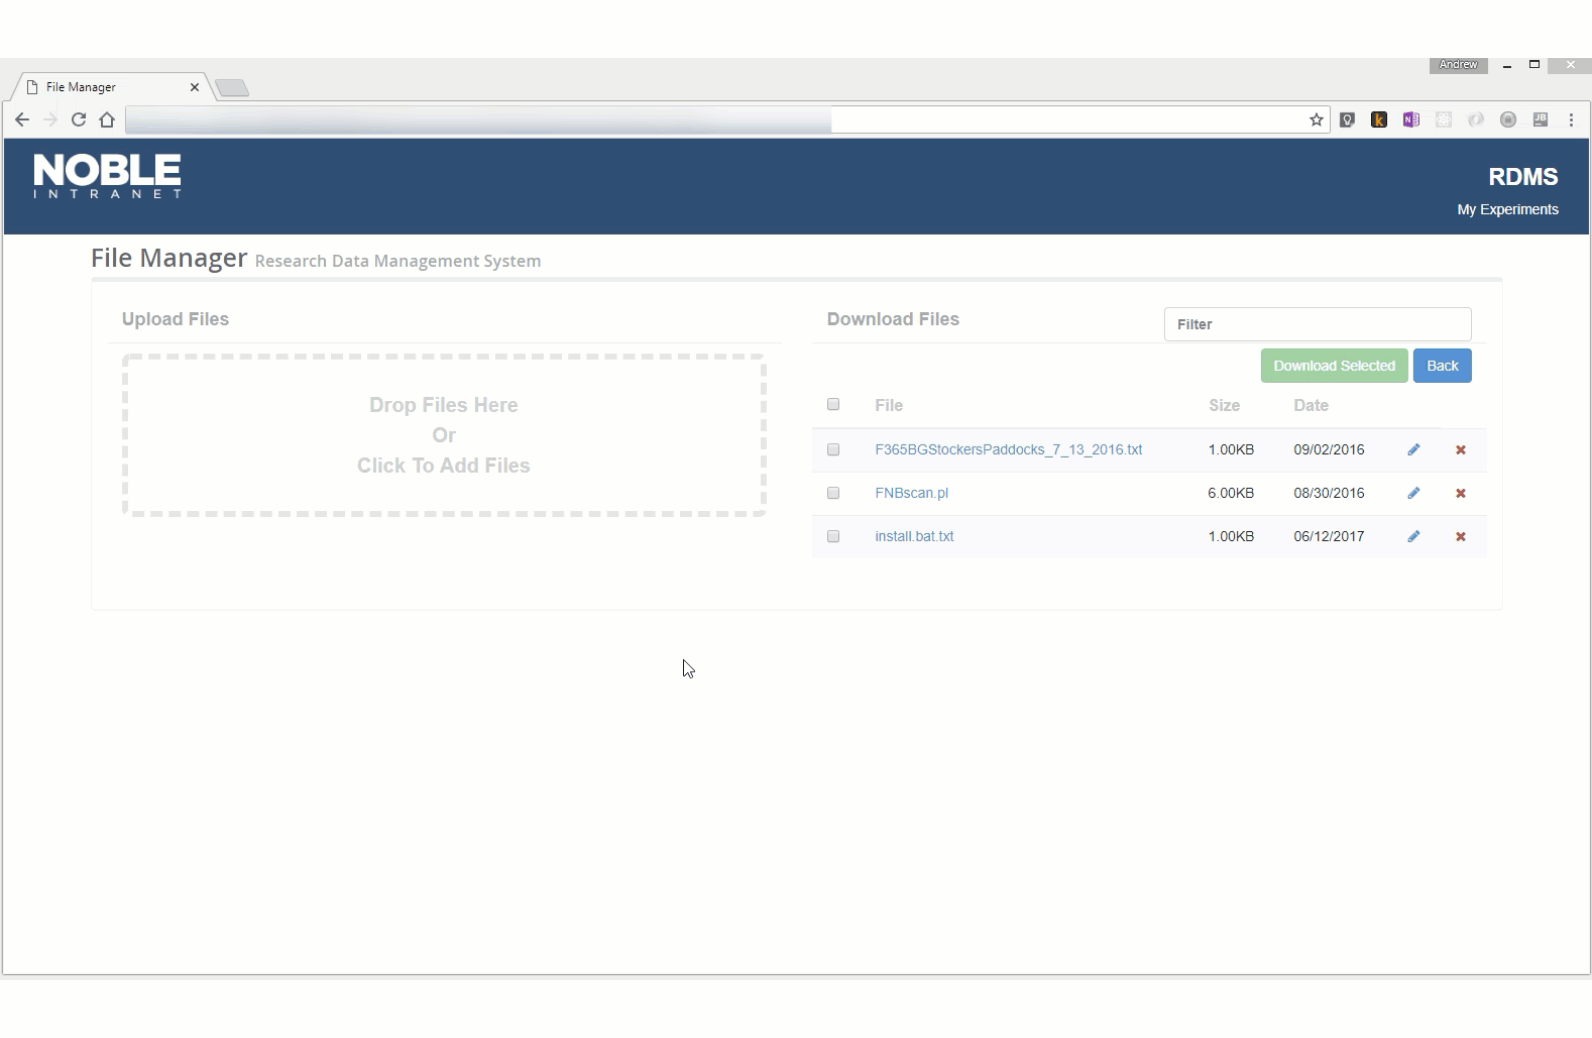 Andrew
File Manager
NOBLE
INTRANET
RDMS
My Experiments
File Manager Research Data Management System
Upload Files
Drop Files Here
Or
Click To Add Files
Download Files
Filter
Download Selected
Back
File Size Date
F365BGStockersPaddocks_7_13_2016.txt 1.00KB 09/02/2016
FNBscan.pl 6.00KB 08/30/2016
install.bat.txt 1.00KB 06/12/2017